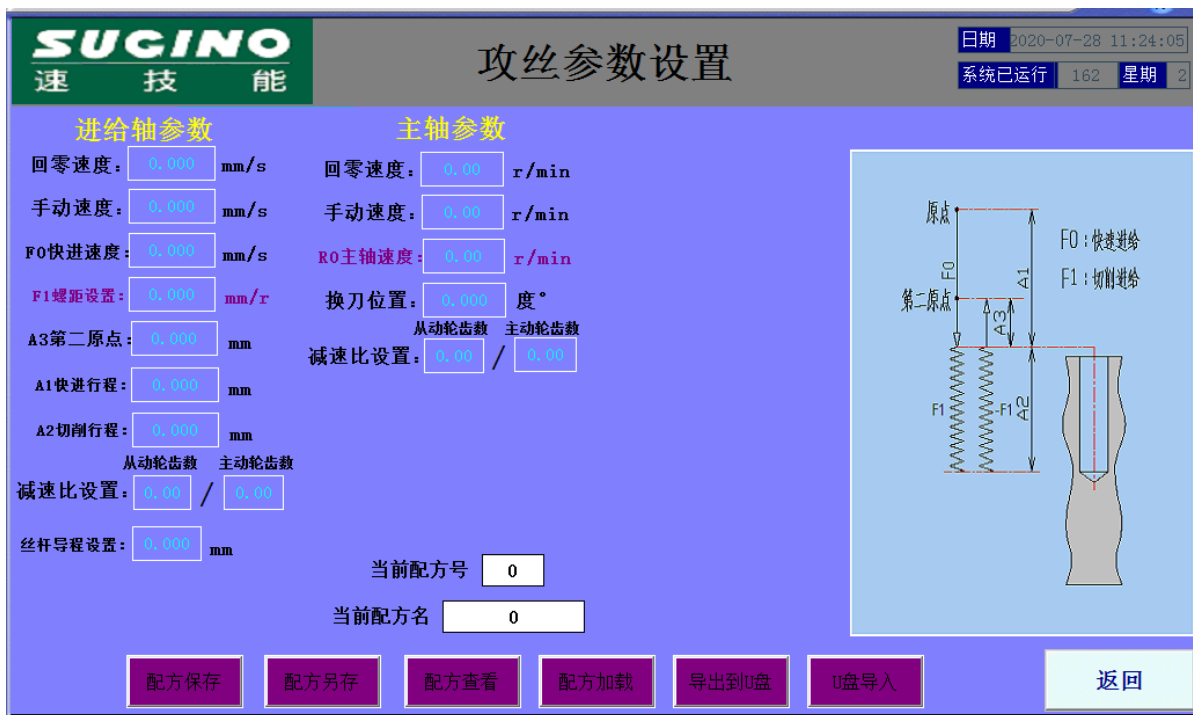 SUGINO
速 技 能
攻丝参数设置
日期 2020-07-28 11:24:05
系统已运行 162 星期 2
进给轴参数
回零速度: 0.000 mm/s
手动速度: 0.000 mm/s
F0快进速度: 0.000 mm/s
F1螺距设置: 0.000 mm/r
A3第二原点: 0.000 mm
A1快进行程: 0.000 mm
A2切削行程: 0.000 mm
从动轮齿数 主动轮齿数
减速比设置: 0.00 / 0.00
丝杆导程设置: 0.000 mm
主轴参数
回零速度: 0.00 r/min
手动速度: 0.00 r/min
R0主轴速度: 0.00 r/min
换刀位置: 0.000 度°
从动轮齿数 主动轮齿数
减速比设置: 0.00 / 0.00
当前配方号 0
当前配方名 0
原点
第二原点
F0
A1
A3
F1
-F1
A2
F0:快速进给
F1:切削进给
配方保存 配方另存 配方查看 配方加载 导出到U盘 U盘导入 返回